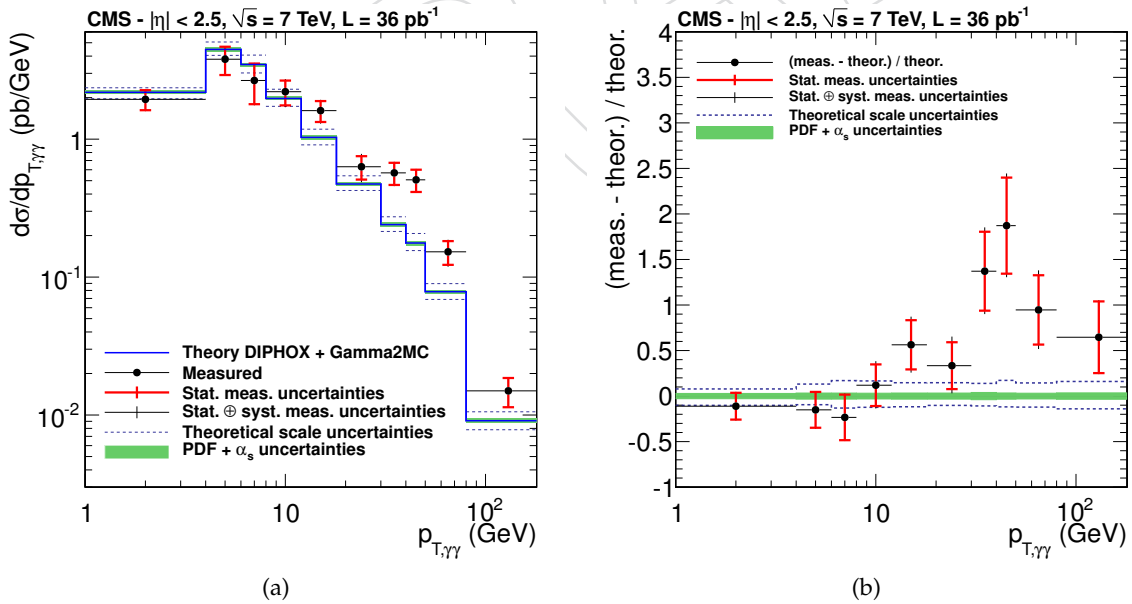 CMS - |η| < 2.5, √s = 7 TeV, L = 36 pb⁻¹
dσ/dp_T,γγ (pb/GeV)
1
10⁻¹
10⁻²
Theory DIPHOX + Gamma2MC
Measured
Stat. meas. uncertainties
Stat. ⊕ syst. meas. uncertainties
Theoretical scale uncertainties
PDF + α_s uncertainties
1 10 10²
p_T,γγ (GeV)
(a)
CMS - |η| < 2.5, √s = 7 TeV, L = 36 pb⁻¹
(meas. - theor.) / theor.
4
3.5
3
2.5
2
1.5
1
0.5
0
-0.5
-1
(meas. - theor.) / theor.
Stat. meas. uncertainties
Stat. ⊕ syst. meas. uncertainties
Theoretical scale uncertainties
PDF + α_s uncertainties
1 10 10²
p_T,γγ (GeV)
(b)